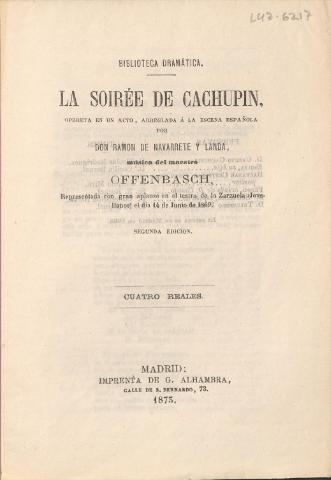 L47-6217
BIBLIOTECA DRAMÁTICA.
LA SOIRÉE DE CACHUPIN,
OPERETA EN UN ACTO, ARREGLADA Á LA ESCENA ESPAÑOLA
POR
DON RAMON DE NAVARRETE Y LANDA,
música del maestro
OFFENBASCH,
Representada con gran aplauso en el teatro de la Zarzuela (Jove-
llanos) el dia 14 de Junio de 1869.
SEGUNDA EDICION.
CUATRO REALES.
MADRID:
IMPRENTA DE G. ALHAMBRA,
CALLE DE S. BERNARDO, 73.
1875.